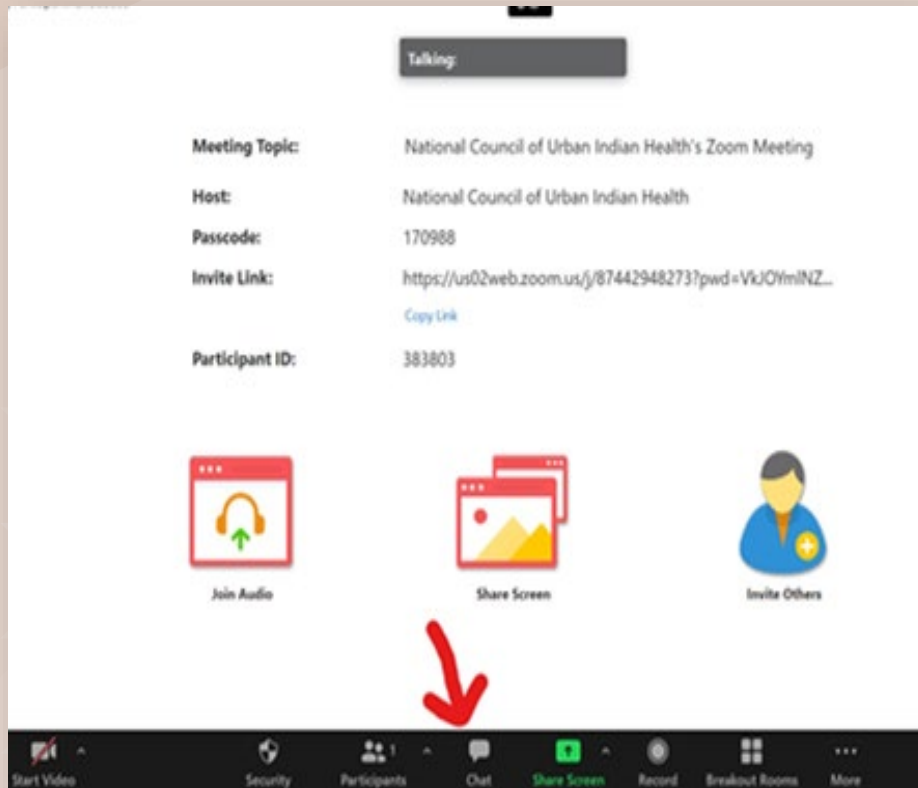 Talking:
Meeting Topic: National Council of Urban Indian Health's Zoom Meeting
Host: National Council of Urban Indian Health
Passcode: 170988
Invite Link: https://us02web.zoom.us/j/87442948273?pwd=VkJOYmlNZ...
Copy Link
Participant ID: 383803
Join Audio Share Screen Invite Others
1
Start Video Security Participants Chat Share Screen Record Breakout Rooms More